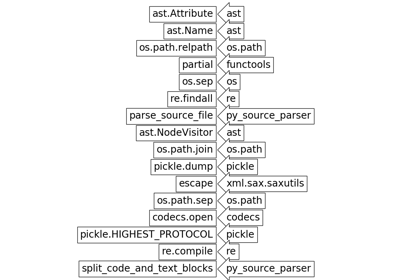 ast.Attribute ast
ast.Name ast
os.path.relpath os.path
partial functools
os.sep os
re.findall re
parse_source_file py_source_parser
ast.NodeVisitor ast
os.path.join os.path
pickle.dump pickle
escape xml.sax.saxutils
os.path.sep os.path
codecs.open codecs
pickle.HIGHEST_PROTOCOL pickle
re.compile re
split_code_and_text_blocks py_source_parser